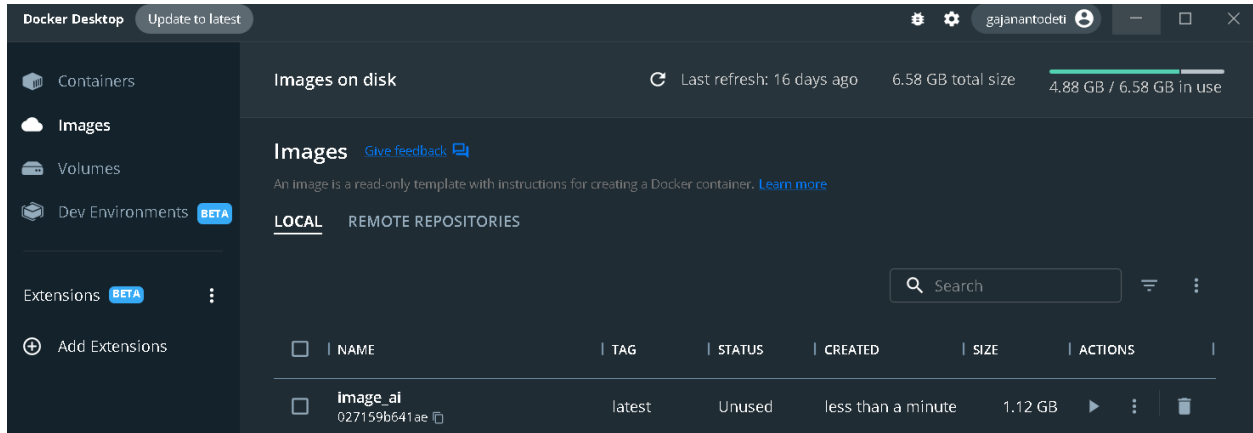 Docker Desktop Update to latest gajanantodeti
Containers
Images
Volumes
Dev Environments BETA
Extensions BETA
Add Extensions
Images on disk Last refresh: 16 days ago 6.58 GB total size 4.88 GB / 6.58 GB in use
Images Give feedback
An image is a read-only template with instructions for creating a Docker container. Learn more
LOCAL REMOTE REPOSITORIES
Search
NAME TAG STATUS CREATED SIZE ACTIONS
image_ai latest Unused less than a minute 1.12 GB
027159b641ae